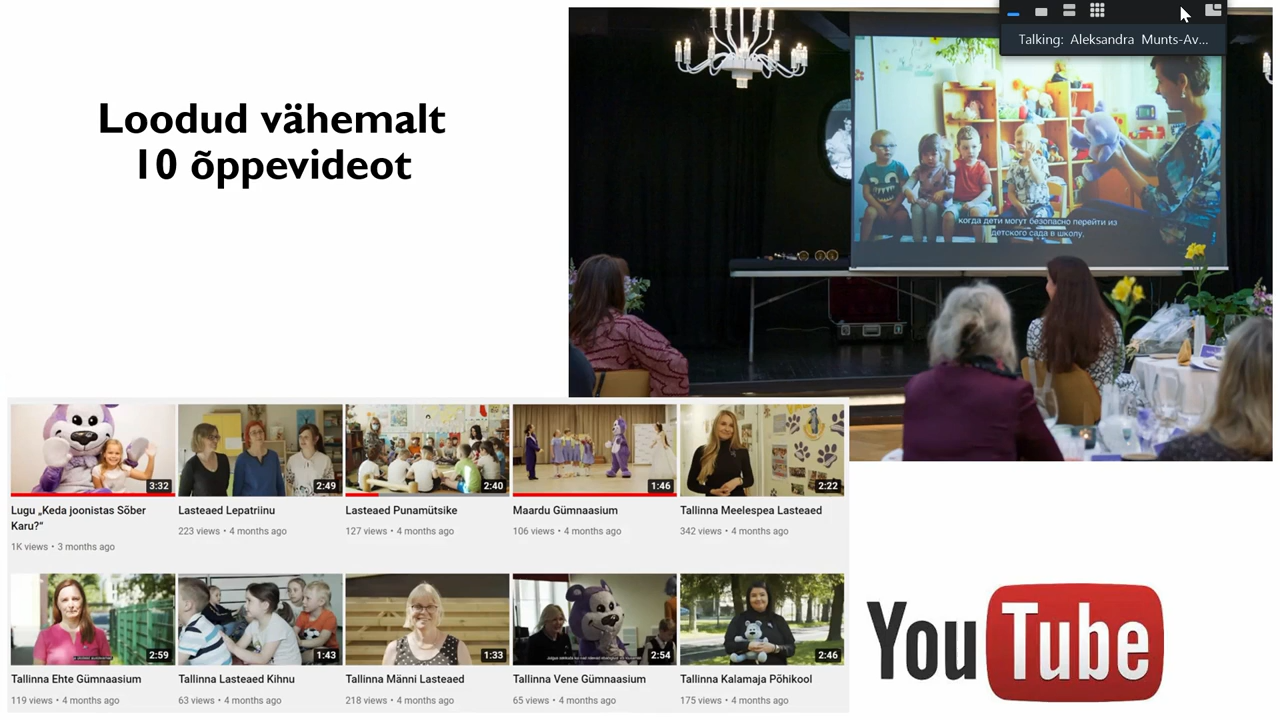 Talking: Aleksandra Munts-Av...
Loodud vähemalt
10 õppevideot
когда дети могут безопасно перейти из
детского сада в школу,
3:32
2:49
2:40
1:46
2:22
Lugu „Keda joonistas Sõber
Karu?“
1K views • 3 months ago
Lasteaed Lepatriinu
223 views • 4 months ago
Lasteaed Punamütsike
127 views • 4 months ago
Maardu Gümnaasium
106 views • 4 months ago
Tallinna Meelespea Lasteaed
342 views • 4 months ago
2:59
1:43
1:33
2:54
2:46
Tallinna Ehte Gümnaasium
119 views • 4 months ago
Tallinna Lasteaed Kihnu
63 views • 4 months ago
Tallinna Männi Lasteaed
218 views • 4 months ago
Tallinna Vene Gümnaasium
65 views • 4 months ago
Tallinna Kalamaja Põhikool
175 views • 4 months ago
YouTube